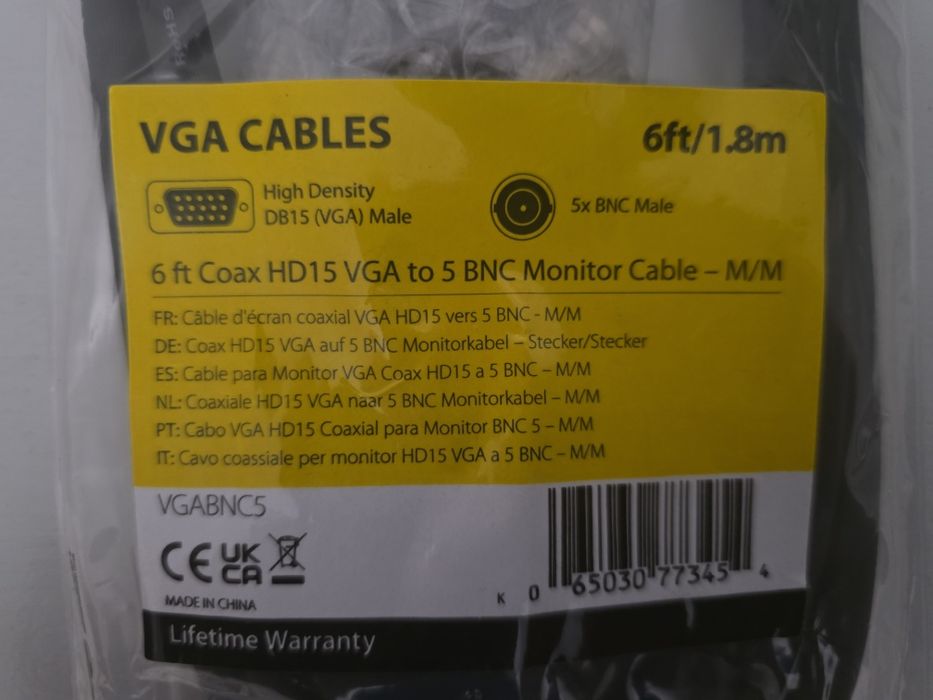 RoHS
VGA CABLES
6ft/1.8m
High Density
DB15 (VGA) Male
5x BNC Male
6 ft Coax HD15 VGA to 5 BNC Monitor Cable – M/M
FR: Câble d'écran coaxial VGA HD15 vers 5 BNC - M/M
DE: Coax HD15 VGA auf 5 BNC Monitorkabel – Stecker/Stecker
ES: Cable para Monitor VGA Coax HD15 a 5 BNC – M/M
NL: Coaxiale HD15 VGA naar 5 BNC Monitorkabel – M/M
PT: Cabo VGA HD15 Coaxial para Monitor BNC 5 – M/M
IT: Cavo coassiale per monitor HD15 VGA a 5 BNC – M/M
VGABNC5
CE UK
CA
MADE IN CHINA
K 0 65030 77345 4
Lifetime Warranty